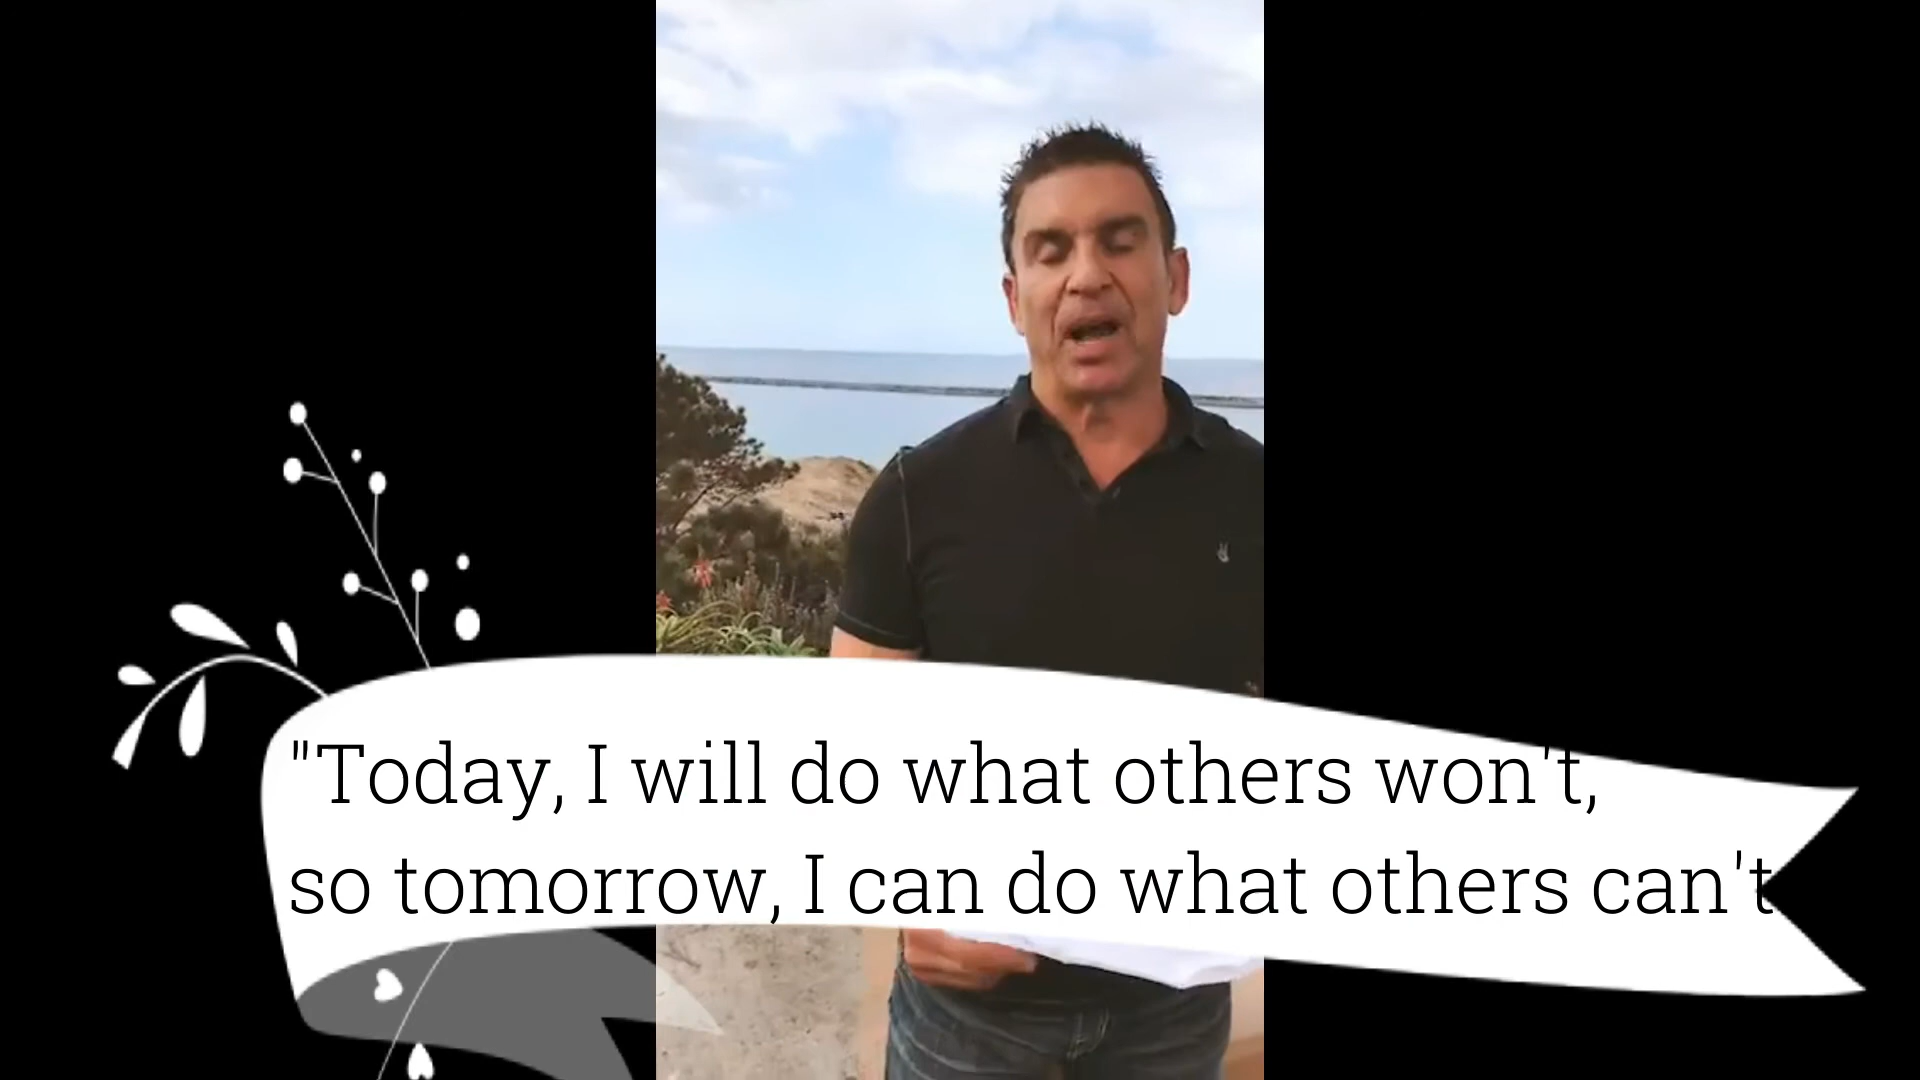 "Today, I will do what others won't,
so tomorrow, I can do what others can't